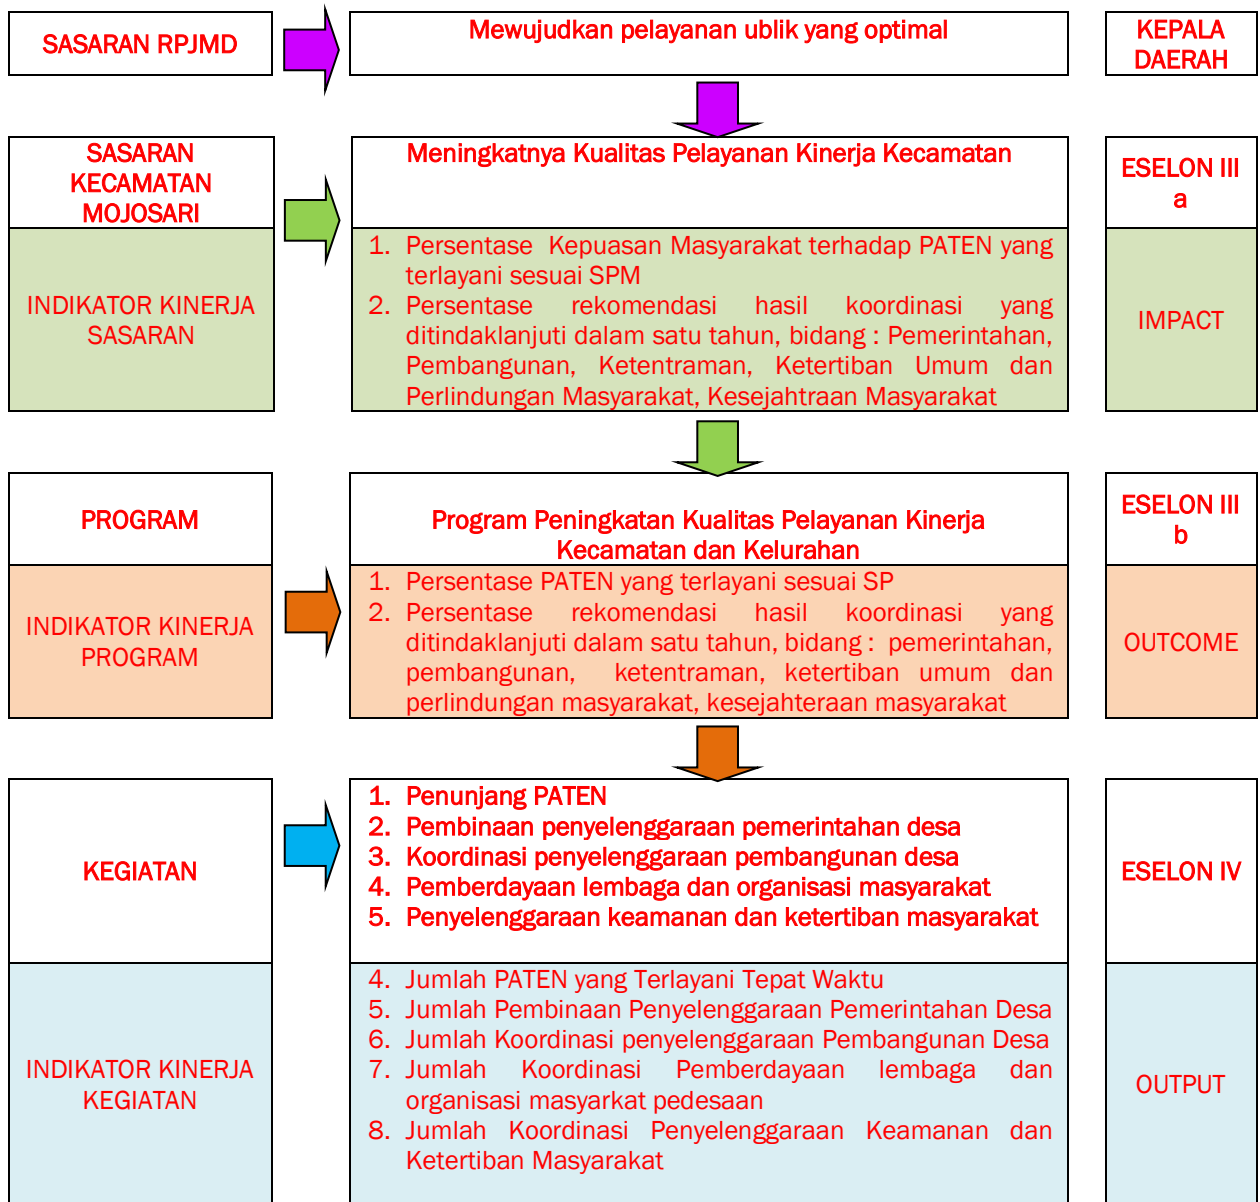 SASARAN RPJMD
Mewujudkan pelayanan ublik yang optimal
KEPALA
DAERAH
SASARAN
KECAMATAN
MOJOSARI
Meningkatnya Kualitas Pelayanan Kinerja Kecamatan
ESELON III
a
INDIKATOR KINERJA
SASARAN
1. Persentase Kepuasan Masyarakat terhadap PATEN yang
terlayani sesuai SPM
2. Persentase rekomendasi hasil koordinasi yang
ditindaklanjuti dalam satu tahun, bidang : Pemerintahan,
Pembangunan, Ketentraman, Ketertiban Umum dan
Perlindungan Masyarakat, Kesejahtraan Masyarakat
IMPACT
PROGRAM
Program Peningkatan Kualitas Pelayanan Kinerja
Kecamatan dan Kelurahan
ESELON III
b
INDIKATOR KINERJA
PROGRAM
1. Persentase PATEN yang terlayani sesuai SP
2. Persentase rekomendasi hasil koordinasi yang
ditindaklanjuti dalam satu tahun, bidang : pemerintahan,
pembangunan, ketentraman, ketertiban umum dan
perlindungan masyarakat, kesejahteraan masyarakat
OUTCOME
KEGIATAN
1. Penunjang PATEN
2. Pembinaan penyelenggaraan pemerintahan desa
3. Koordinasi penyelenggaraan pembangunan desa
4. Pemberdayaan lembaga dan organisasi masyarakat
5. Penyelenggaraan keamanan dan ketertiban masyarakat
ESELON IV
INDIKATOR KINERJA
KEGIATAN
4. Jumlah PATEN yang Terlayani Tepat Waktu
5. Jumlah Pembinaan Penyelenggaraan Pemerintahan Desa
6. Jumlah Koordinasi penyelenggaraan Pembangunan Desa
7. Jumlah Koordinasi Pemberdayaan lembaga dan
organisasi masyarkat pedesaan
8. Jumlah Koordinasi Penyelenggaraan Keamanan dan
Ketertiban Masyarakat
OUTPUT